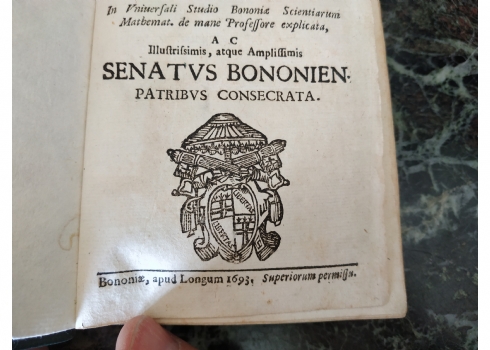 In Vniuersali Studio Bononiæ Scientiarum
Mathemat. de mane Professore explicata,
A C
Illustrissimis, atque Amplissimis
SENATVS BONONIEN.
PATRIBVS CONSECRATA.
Bononiæ, apud Longum 1693. Superiorum permissu.